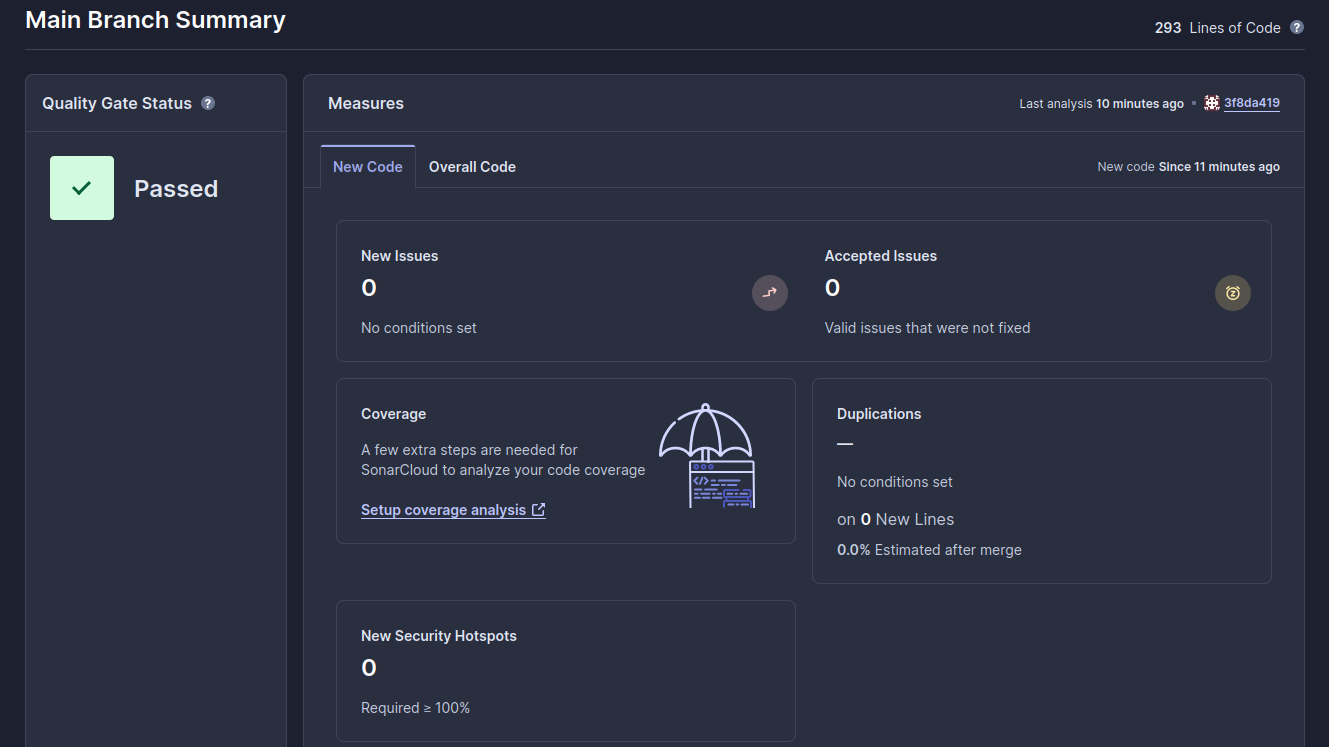 Main Branch Summary
293 Lines of Code ?
Quality Gate Status ?
Passed
Measures
Last analysis 10 minutes ago • 3f8da419
New Code
Overall Code
New code Since 11 minutes ago
New Issues
0
No conditions set
Accepted Issues
0
Valid issues that were not fixed
Coverage
A few extra steps are needed for
SonarCloud to analyze your code coverage
Setup coverage analysis
</>
Duplications
—
No conditions set
on 0 New Lines
0.0% Estimated after merge
New Security Hotspots
0
Required ≥ 100%